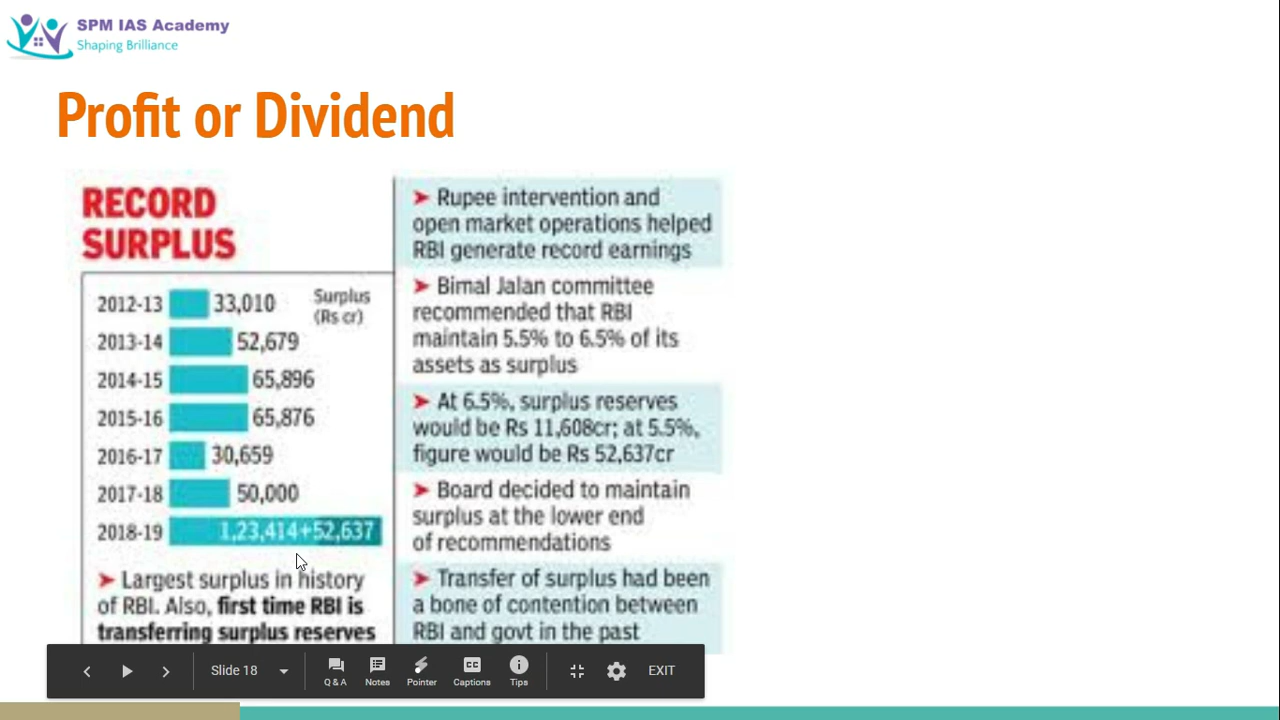 SPM IAS Academy
Shaping Brilliance
Profit or Dividend
RECORD
SURPLUS
Surplus
(Rs cr)
2012-13 33,010
2013-14 52,679
2014-15 65,896
2015-16 65,876
2016-17 30,659
2017-18 50,000
2018-19 1,23,414+52,637
➤ Largest surplus in history
of RBI. Also, first time RBI is
transferring surplus reserves
➤ Rupee intervention and
open market operations helped
RBI generate record earnings
➤ Bimal Jalan committee
recommended that RBI
maintain 5.5% to 6.5% of its
assets as surplus
➤ At 6.5%, surplus reserves
would be Rs 11,608cr; at 5.5%,
figure would be Rs 52,637cr
➤ Board decided to maintain
surplus at the lower end
of recommendations
➤ Transfer of surplus had been
a bone of contention between
RBI and govt in the past
Slide 18
Q & A
Notes
Pointer
CC
Captions
Tips
EXIT